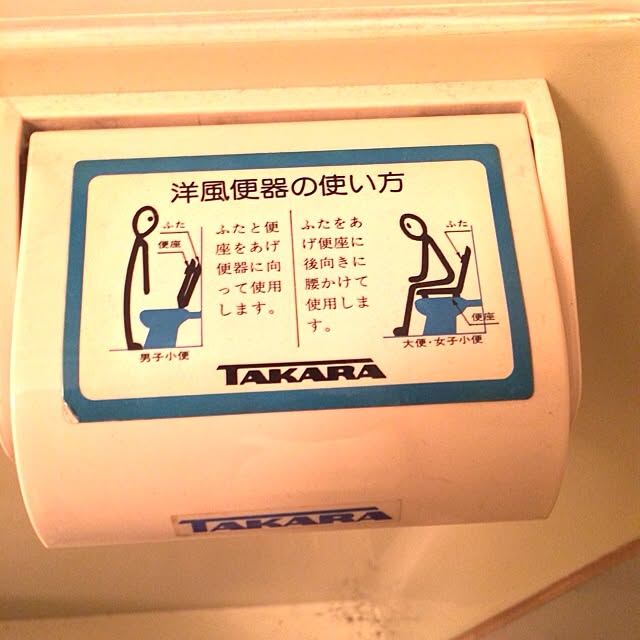 洋風便器の使い方
ふた
便座
ふたと便
座をあげ
便器に向
って使用
します。
男子小便
ふたをあ
げ便座に
後向きに
腰かけて
使用しま
す。
ふた
便座
大便・女子小便
TAKARA
TAKARA